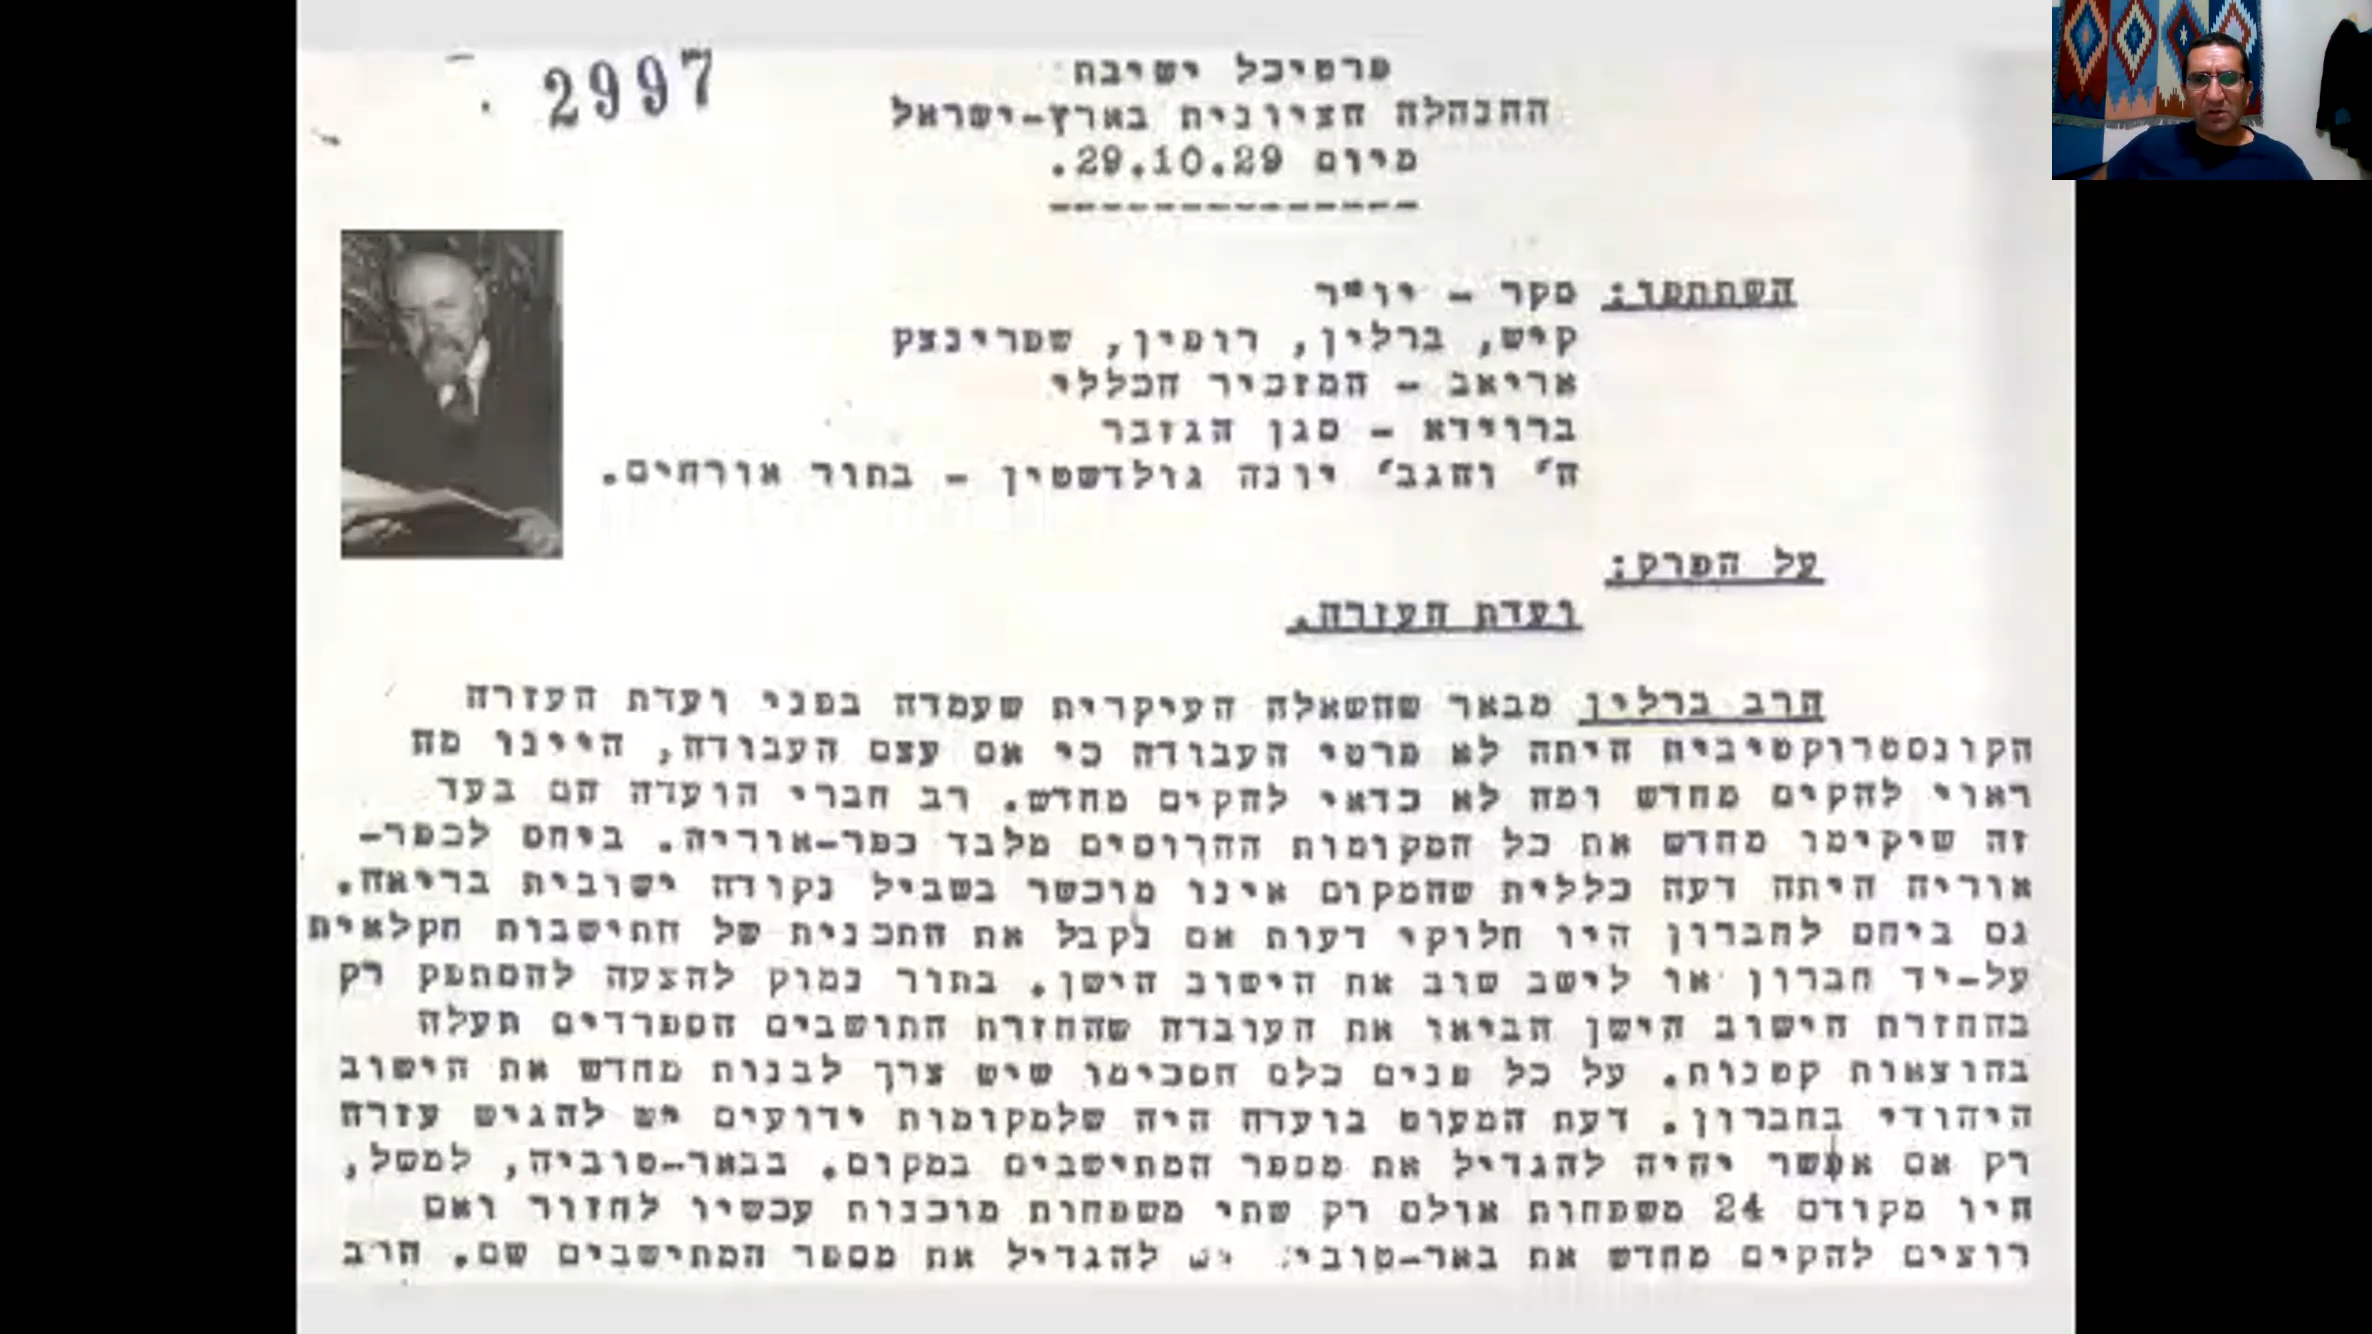 2997
פרטיכל ישיבת
ההנהלה הציונית בארץ-ישראל
מיום 29.10.29.
השתתפו: סקר - יו"ר
קיש, ברלין, רופין, שפרינצק
אריאב - המזכיר הכללי
ברוידא - סגן הגזבר
ה' והגב' יונה גולדשטין - בתור אורחים.
על הפרק:
ועדת העזרה.
הרב ברלין מבאר שהשאלה העיקרית שעמדה בפני ועדת העזרה
הקונסטרוקטיבית היתה לא פרטי העבודה כי אם עצם העבודה, היינו מה
ראוי להקים מחדש ומה לא כדאי להקים מחדש. רב חברי הועדה הם בעד
זה שיקימו מחדש את כל המקומות ההרוסים מלבד כפר-אוריה. ביחס לכפר-
אוריה היתה דעה כללית שהמקום אינו מוכשר בשביל נקודה ישובית בריאה.
גם ביחס לחברון היו חלוקי דעות אם לקבל את התכנית של התישבות חקלאית
על-יד חברון או לישב שוב את הישוב הישן. בתור נמוק להצעה להסתפק רק
בהחזרת הישוב הישן הביאו את העובדה שהחזרת התושבים הספרדים תעלה
בהוצאות קטנות. על כל פנים כלם הסכימו שיש צרך לבנות מחדש את הישוב
היהודי בחברון. דעת המעוט בועדה היה שלמקומות ידועים יש להגיש עזרה
רק אם אפשר יהיה להגדיל את מספר המתישבים במקום. בבאר-טוביה, למשל,
היו מקודם 24 משפחות אולם רק שתי משפחות מוכנות עכשיו לחזור ואם
רוצים להקים מחדש את באר-טובי יש להגדיל את מספר המתישבים שם. הרב